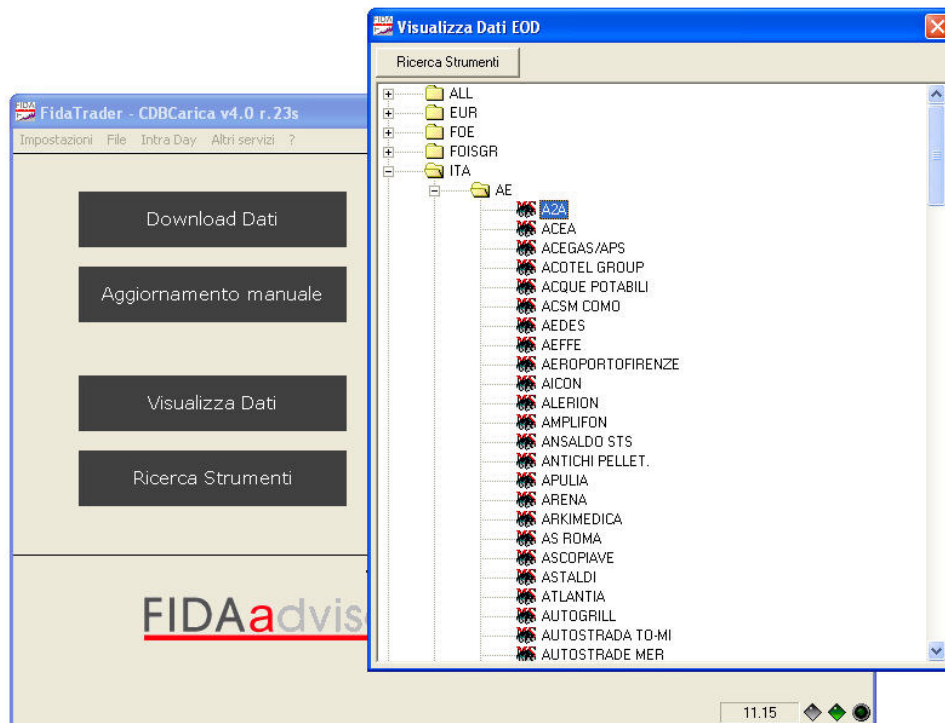 Visualizza Dati EOD
Ricerca Strumenti
ALL
EUR
FOE
FOISGR
ITA
AE
A2A
ACEA
ACEGAS/APS
ACOTEL GROUP
ACQUE POTABILI
ACSM COMO
AEDES
AEFFE
AEROPORTOFIRENZE
AICON
ALERION
AMPLIFON
ANSALDO STS
ANTICHI PELLET.
APULIA
ARENA
ARKIMEDICA
AS ROMA
ASCOPIAVE
ASTALDI
ATLANTIA
AUTOGRILL
AUTOSTRADA TO-MI
AUTOSTRADE MER
FidaTrader - CDBCarica v4.0 r.23s
Impostazioni File Intra Day Altri servizi ?
Download Dati
Aggiornamento manuale
Visualizza Dati
Ricerca Strumenti
FIDAadvis
11.15